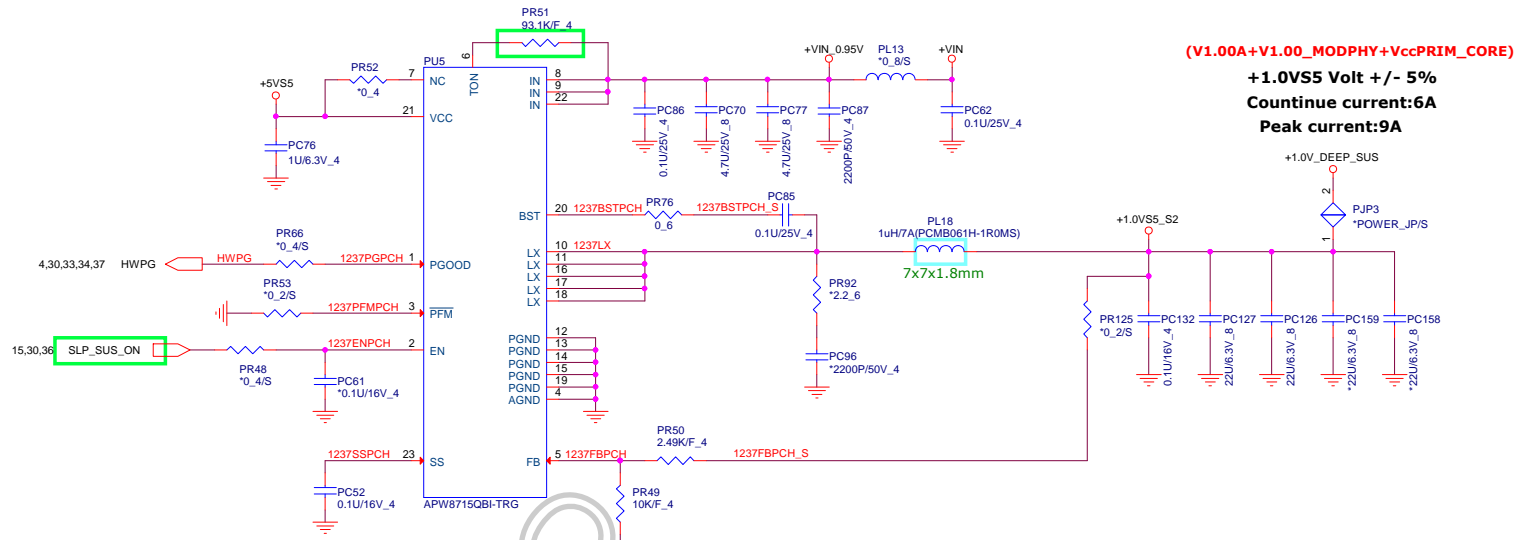 PR51
93.1K/F_4
6
TON
PU5
PR52
*0_4
7
NC
+5VS5
21
VCC
PC76
1U/6.3V_4
IN
8
IN
9
IN
22
+VIN_0.95V
PL13
*0_8/S
+VIN
PC86
0.1U/25V_4
PC70
4.7U/25V_8
PC77
4.7U/25V_8
PC87
2200P/50V_4
PC62
0.1U/25V_4
(V1.00A+V1.00_MODPHY+VccPRIM_CORE)
+1.0VS5 Volt +/- 5%
Countinue current:6A
Peak current:9A
+1.0V_DEEP_SUS
2
PJP3
*POWER_JP/S
1
BST
20
1237BSTPCH
PR76
0_6
1237BSTPCH_S
PC85
0.1U/25V_4
LX
10
1237LX
LX
11
LX
16
LX
17
LX
18
PL18
1uH/7A(PCMB061H-1R0MS)
7x7x1.8mm
+1.0VS5_S2
PR92
*2.2_6
PC96
*2200P/50V_4
PR125
*0_2/S
PC132
0.1U/16V_4
PC127
22U/6.3V_8
PC126
22U/6.3V_8
PC159
*22U/6.3V_8
PC158
*22U/6.3V_8
4,30,33,34,37
HWPG
HWPG
PR66
*0_4/S
1237PGPCH
1
PGOOD
PR53
*0_2/S
1237PFMPCH
3
PFM
15,30,36
SLP_SUS_ON
PR48
*0_4/S
1237ENPCH
2
EN
PC61
*0.1U/16V_4
PGND
12
PGND
13
PGND
14
PGND
15
PGND
19
AGND
4
1237SSPCH
23
SS
PC52
0.1U/16V_4
FB
5
1237FBPCH
PR50
2.49K/F_4
1237FBPCH_S
PR49
10K/F_4
APW8715QBI-TRG